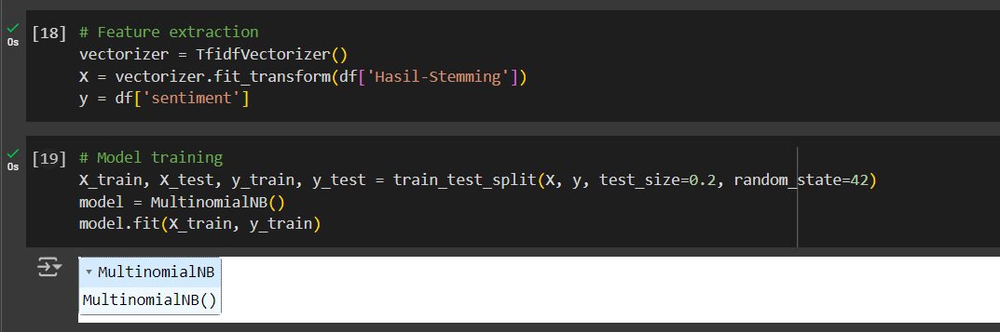 [18] # Feature extraction
0s
vectorizer = TfidfVectorizer()
X = vectorizer.fit_transform(df['Hasil-Stemming'])
y = df['sentiment']
[19] # Model training
0s
X_train, X_test, y_train, y_test = train_test_split(X, y, test_size=0.2, random_state=42)
model = MultinomialNB()
model.fit(X_train, y_train)
MultinomialNB
MultinomialNB()